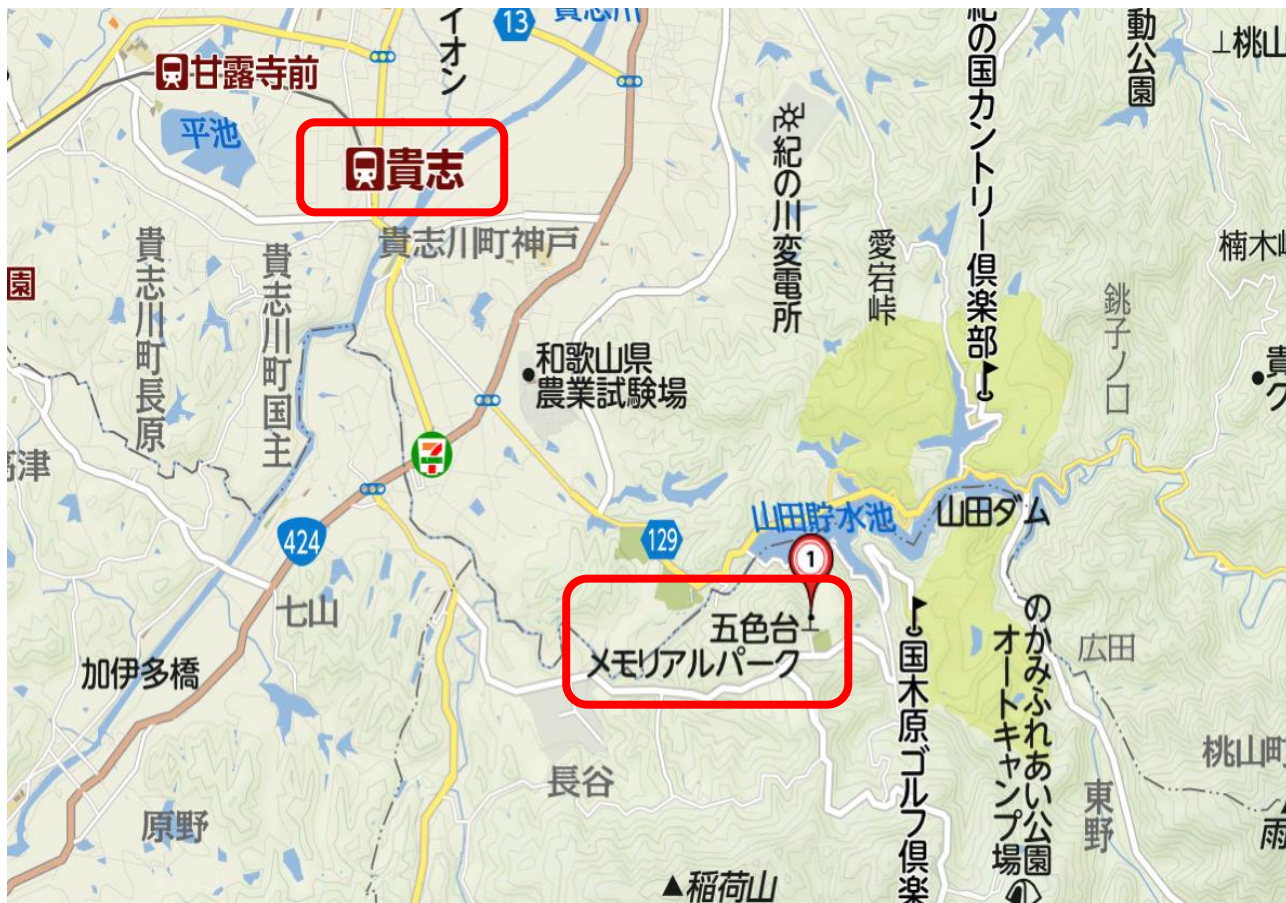 13
貴志川
イオン
紀の国カントリー倶楽部
動公園
桃山
甘露寺前
平池
貴志
紀の川変電所
愛宕峠
楠木峠
園
貴志川町長原
貴志川町国主
貴志川町神戸
銚子ノ口
和歌山県
農業試験場
貴
ク
高津
424
129
山田貯水池
山田ダム
1
七山
加伊多橋
五色台
メモリアルパーク
国木原ゴルフ倶楽
のかみふれあい公園
オートキャンプ場
広田
桃山町
東野
長谷
原野
雨
稲荷山